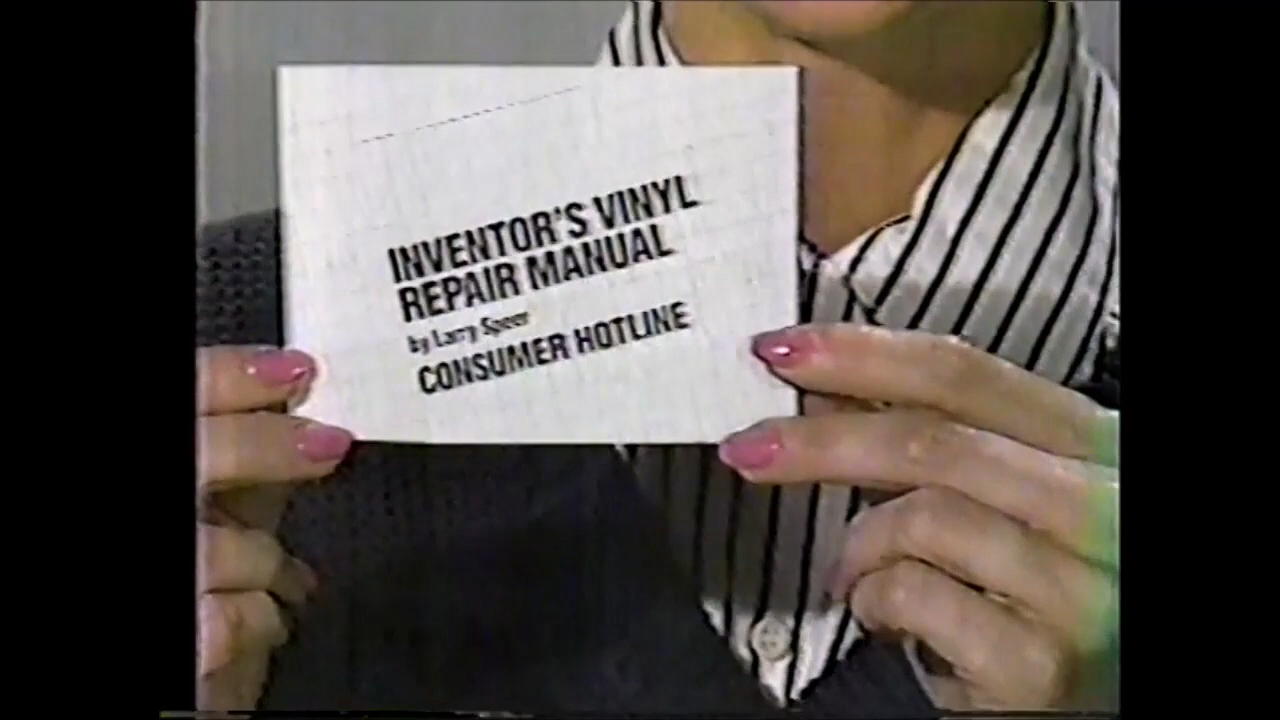 INVENTOR'S VINYL
REPAIR MANUAL
by Larry Speer
CONSUMER HOTLINE